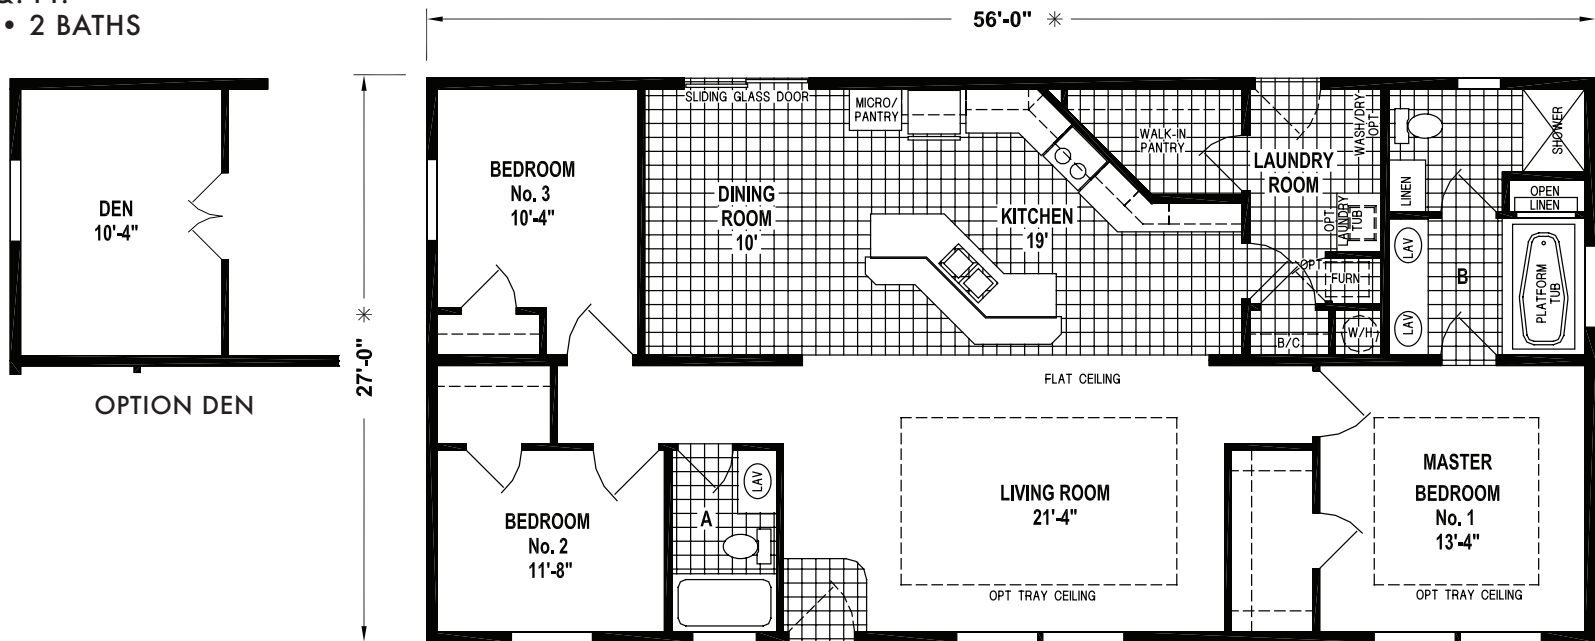 • 2 BATHS
56'-0" ✳
27'-0" ✳
DEN
10'-4"
OPTION DEN
BEDROOM
No. 3
10'-4"
SLIDING GLASS DOOR
MICRO/
PANTRY
DINING
ROOM
10'
KITCHEN
19'
WALK-IN
PANTRY
LAUNDRY
ROOM
WASH/DRY
OPT
OPT
LAUNDRY
TUB
OPT
FURN
B/C
W/H
LINEN
SHOWER
OPEN
LINEN
LAV
LAV
B
PLATFORM
TUB
FLAT CEILING
BEDROOM
No. 2
11'-8"
A
LAV
LIVING ROOM
21'-4"
OPT TRAY CEILING
MASTER
BEDROOM
No. 1
13'-4"
OPT TRAY CEILING